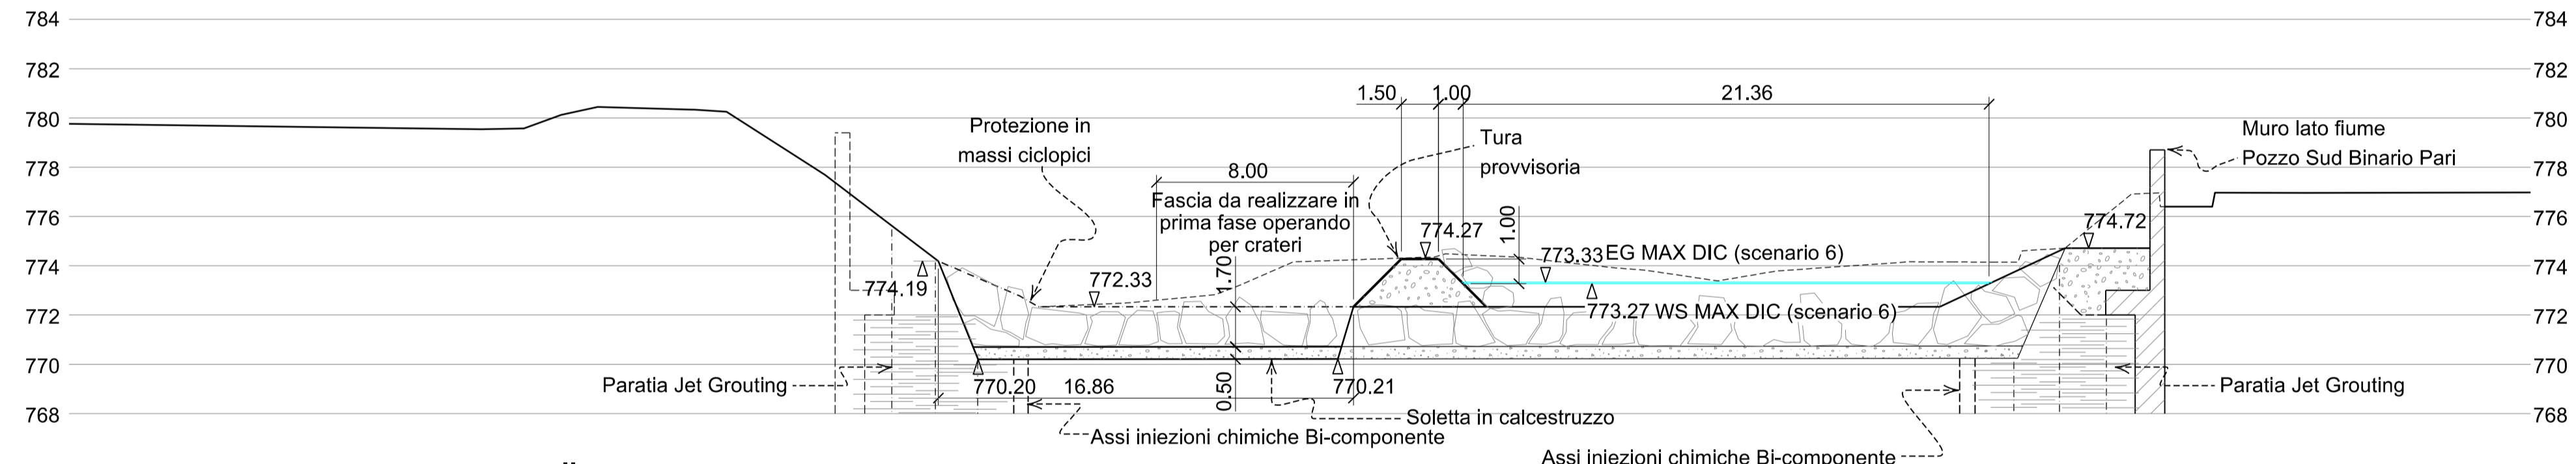 784
784
782
782
1.50
1.00
21.36
780
780
Protezione in
massi ciclopici
Tura
provvisoria
Muro lato fiume
Pozzo Sud Binario Pari
778
778
8.00
Fascia da realizzare in
prima fase operando
per crateri
776
776
1.00
774.27
774.72
773.33
EG MAX DIC (scenario 6)
774
774
774.19
772.33
1.70
773.27 WS MAX DIC (scenario 6)
772
772
770
770
Paratia Jet Grouting
770.20
16.86
0.50
770.21
Paratia Jet Grouting
768
768
Soletta in calcestruzzo
Assi iniezioni chimiche Bi-componente
Assi iniezioni chimiche Bi-componente